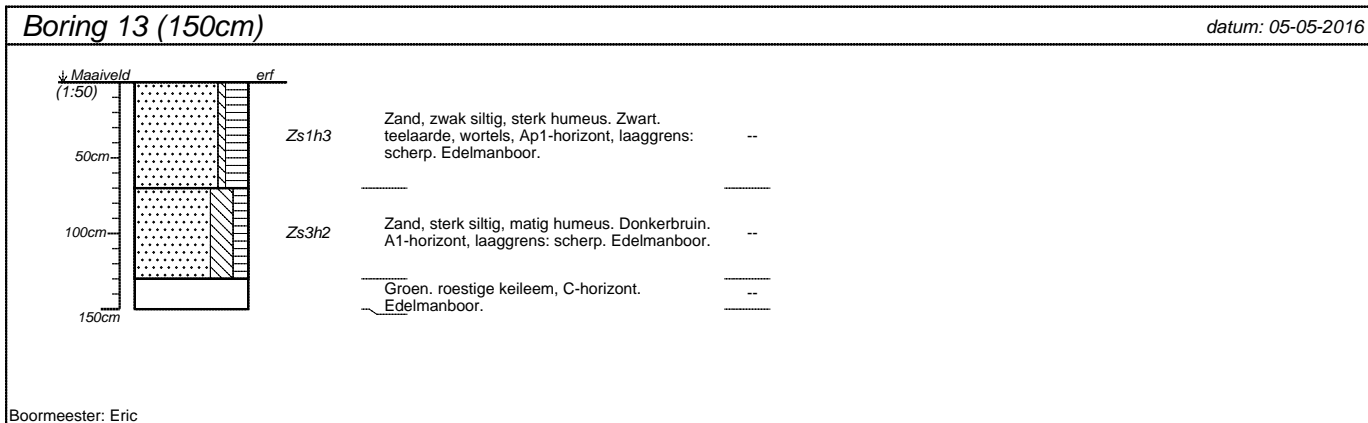 Boring 13 (150cm)
datum: 05-05-2016
Maaiveld
erf
(1:50)
Zs1h3
Zand, zwak siltig, sterk humeus. Zwart.
teelaarde, wortels, Ap1-horizont, laaggrens:
scherp. Edelmanboor.
--
50cm
100cm
Zs3h2
Zand, sterk siltig, matig humeus. Donkerbruin.
A1-horizont, laaggrens: scherp. Edelmanboor.
--
Groen. roestige keileem, C-horizont.
Edelmanboor.
--
150cm
Boormeester: Eric